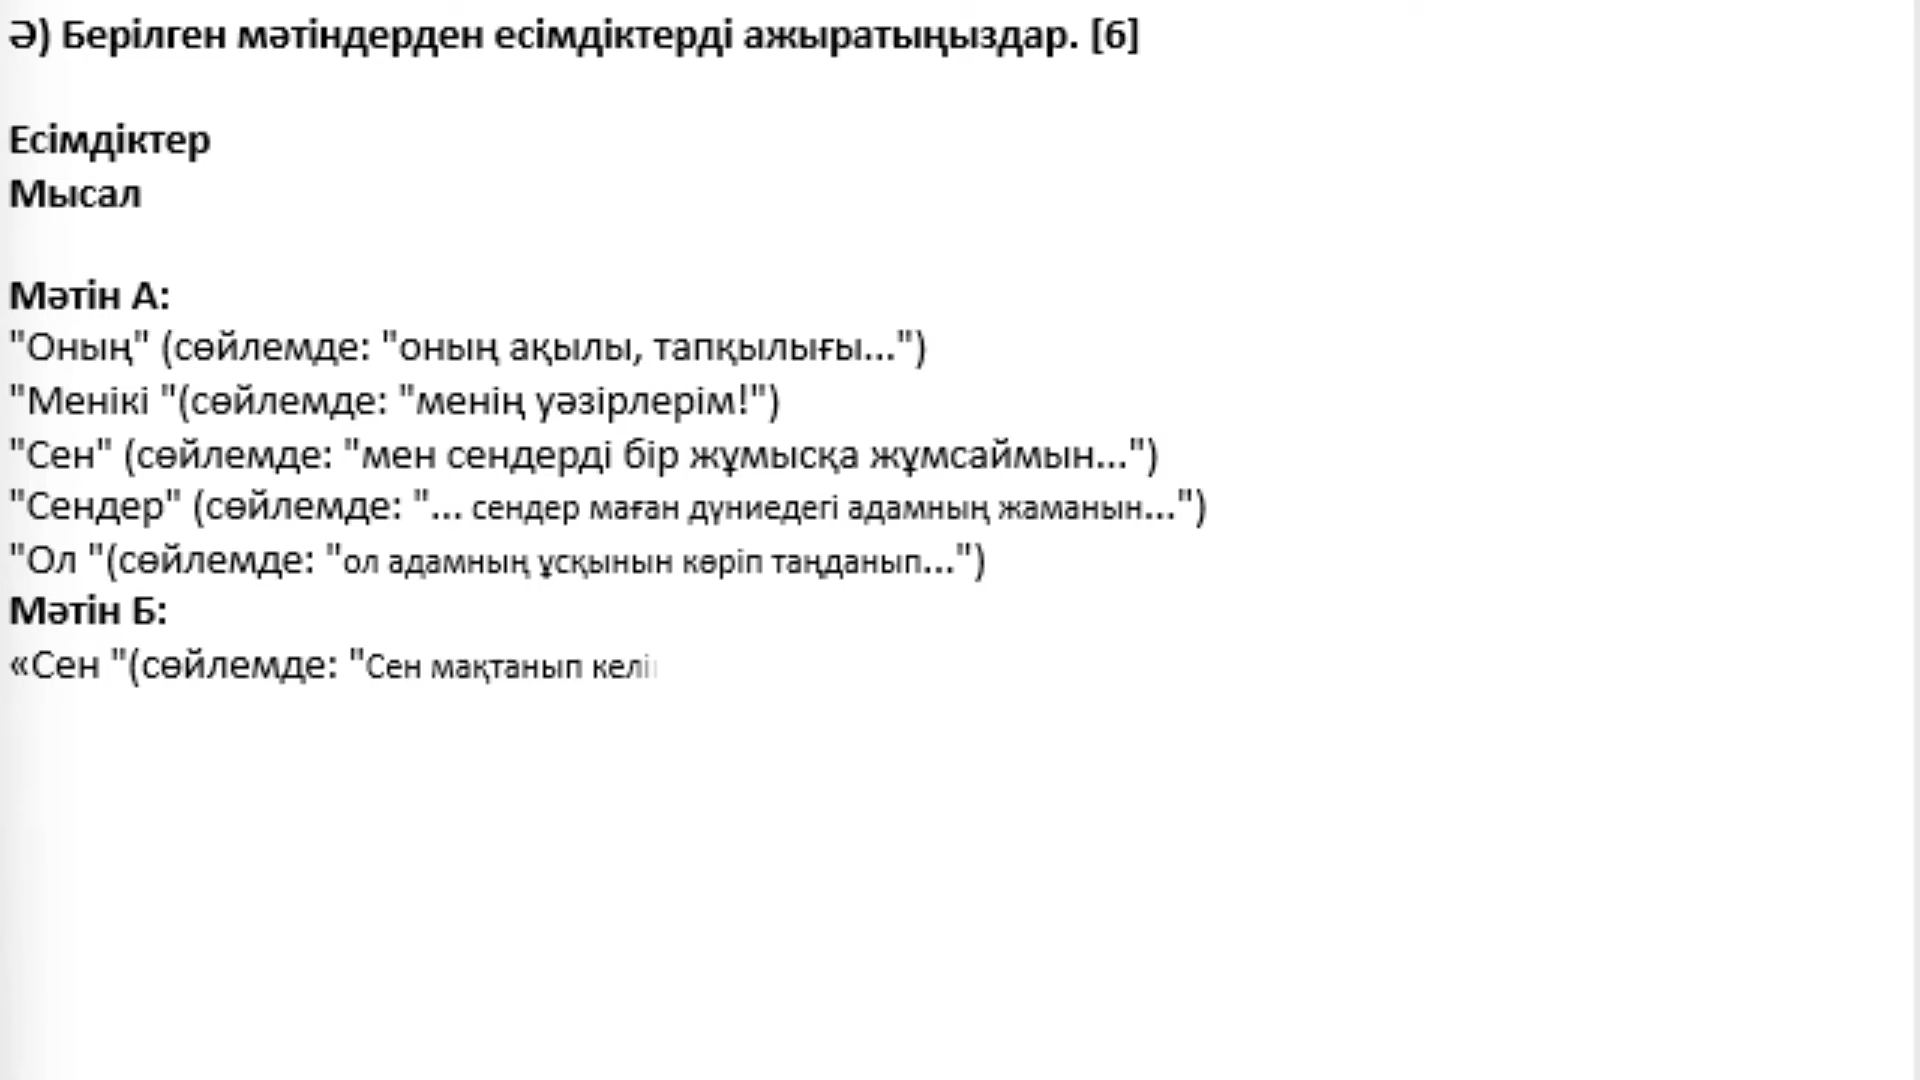 Ә) Берілген мәтіндерден есімдіктерді ажыратыңыздар. [6]
Есімдіктер
Мысал
Мәтін А:
"Оның" (сөйлемде: "оның ақылы, тапқылығы...")
"Менікі "(сөйлемде: "менің уәзірлерім!")
"Сен" (сөйлемде: "мен сендерді бір жұмысқа жұмсаймын...")
"Сендер" (сөйлемде: "... сендер маған дүниедегі адамның жаманын...")
"Ол "(сөйлемде: "ол адамның ұсқынын көріп таңданып...")
Мәтін Б:
«Сен "(сөйлемде: "Сен мақтанып